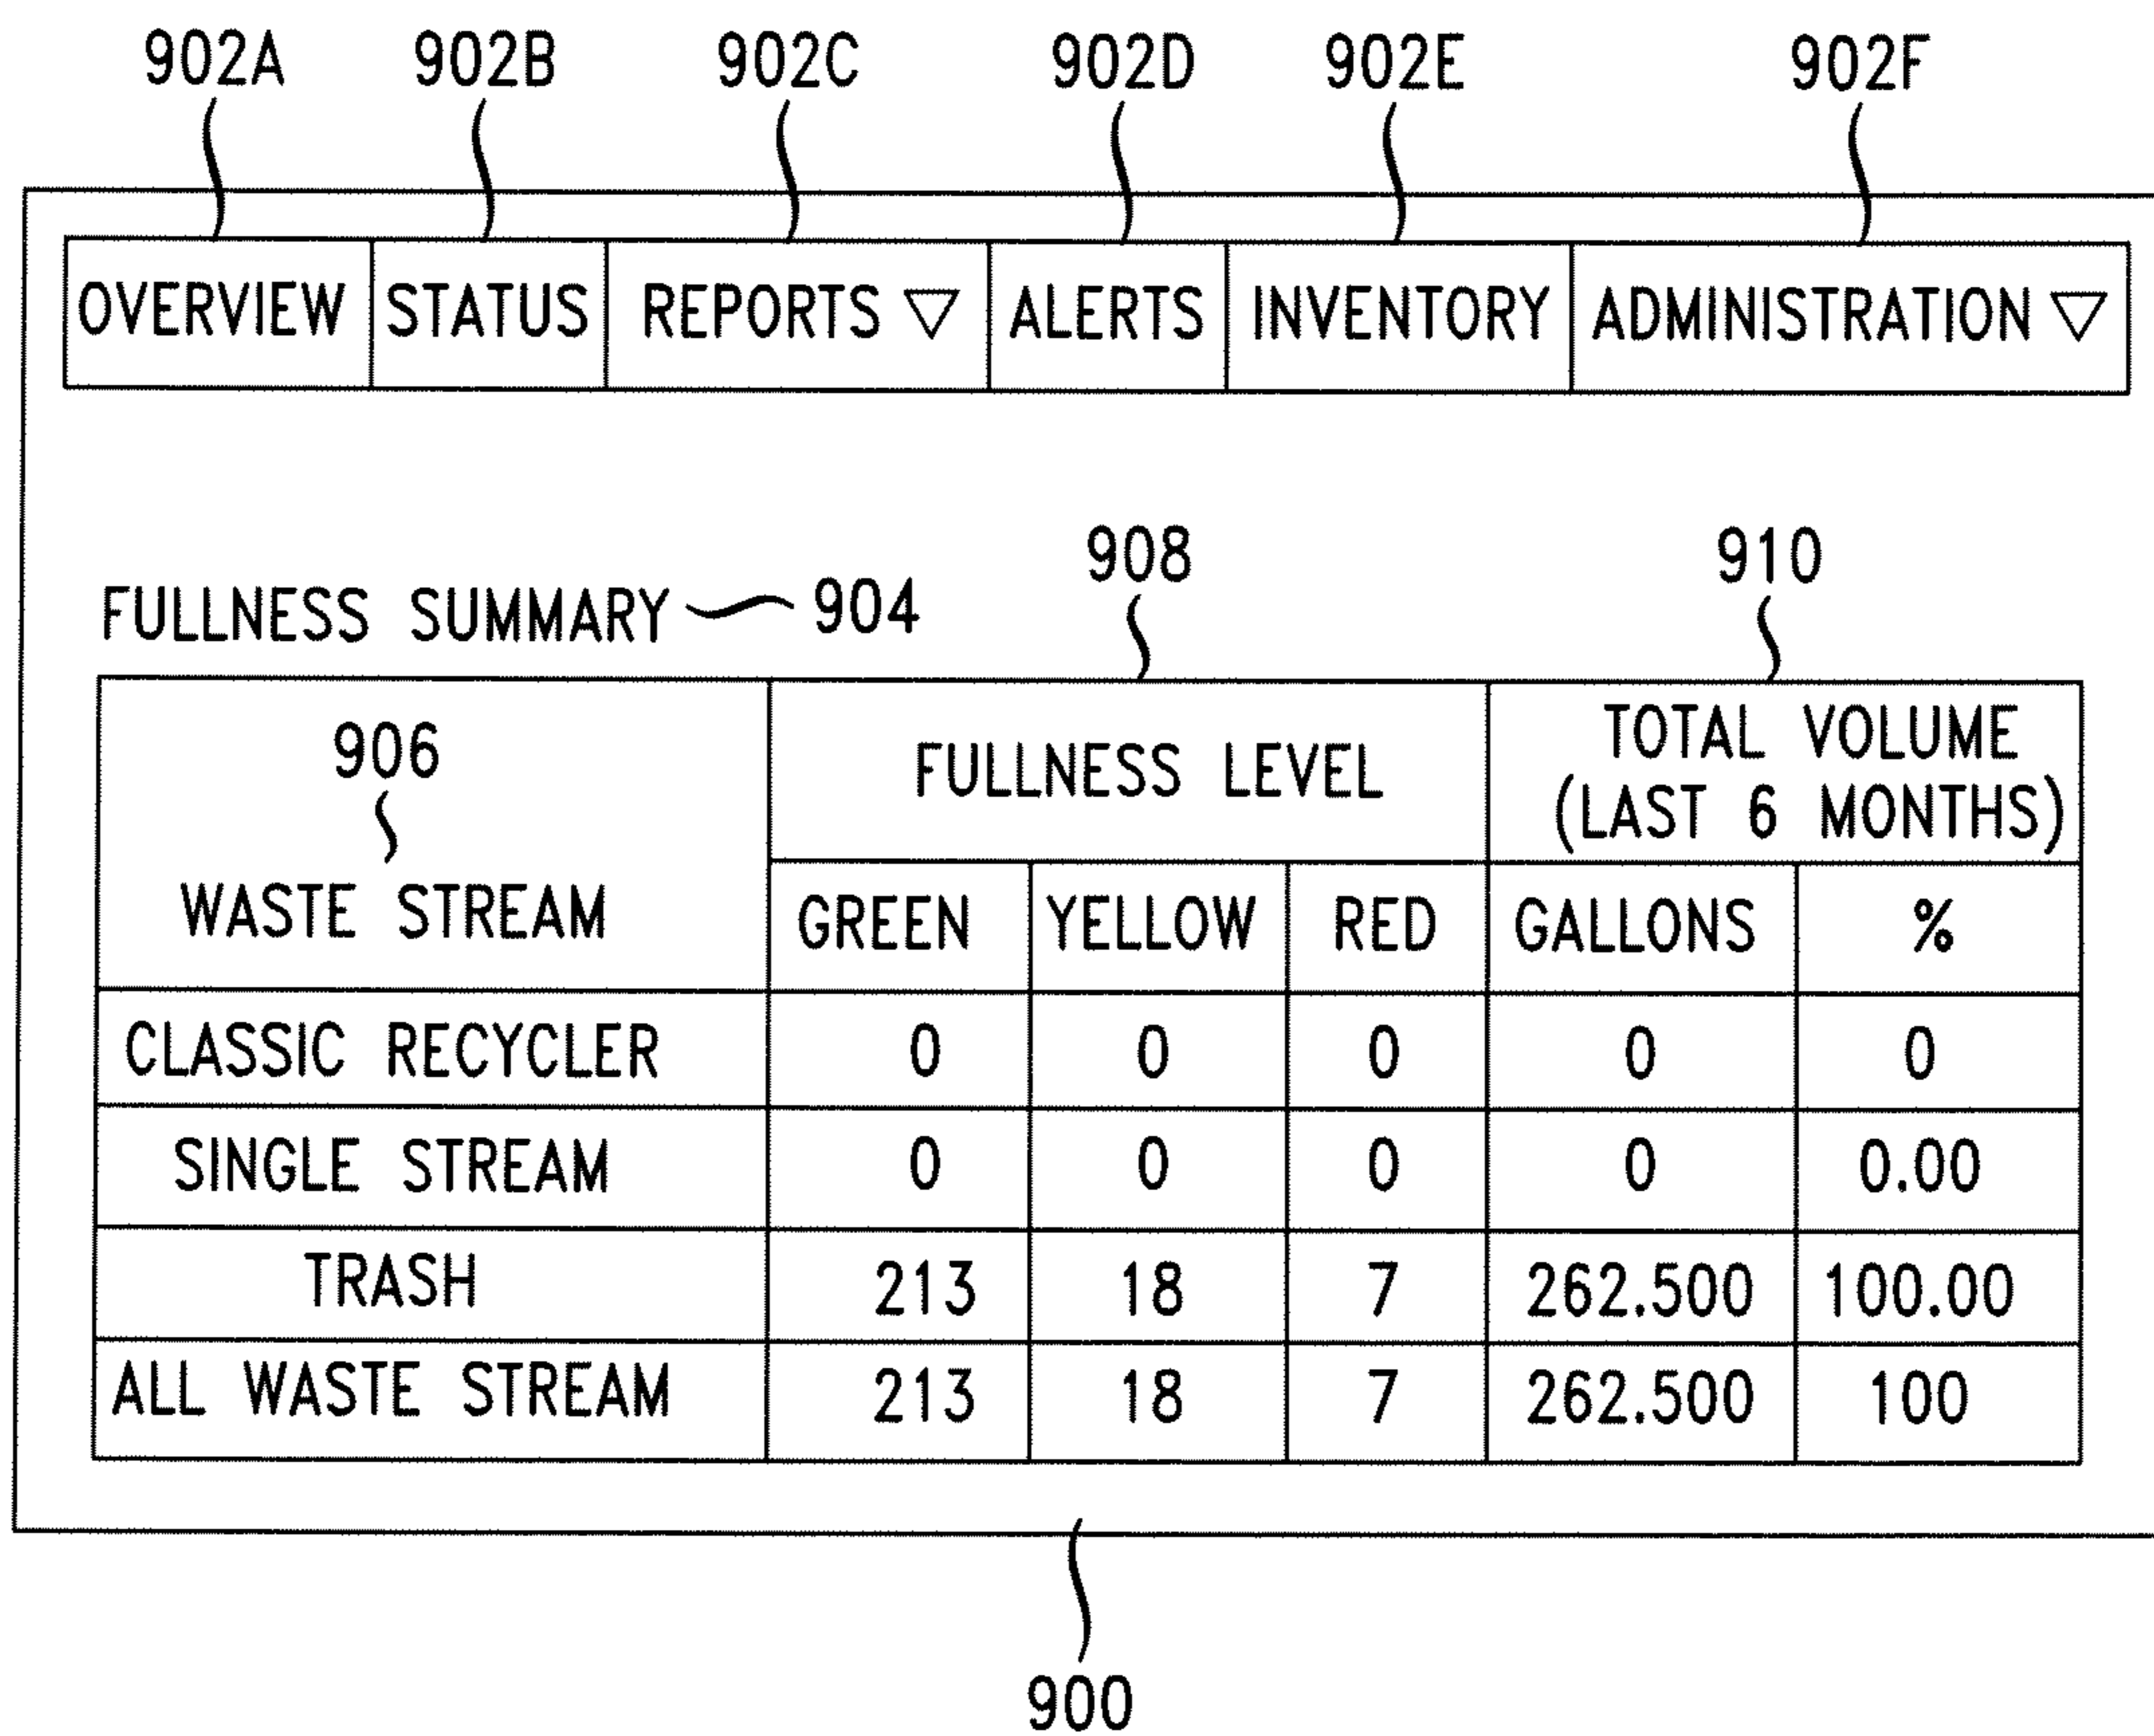 902A 902B 902C 902D 902E 902F
OVERVIEW STATUS REPORTS ▽ ALERTS INVENTORY ADMINISTRATION ▽
908 910
FULLNESS SUMMARY 904
906
WASTE STREAM
FULLNESS LEVEL
TOTAL VOLUME
(LAST 6 MONTHS)
GREEN YELLOW RED GALLONS %
CLASSIC RECYCLER 0 0 0 0 0
SINGLE STREAM 0 0 0 0 0.00
TRASH 213 18 7 262.500 100.00
ALL WASTE STREAM 213 18 7 262.500 100
900